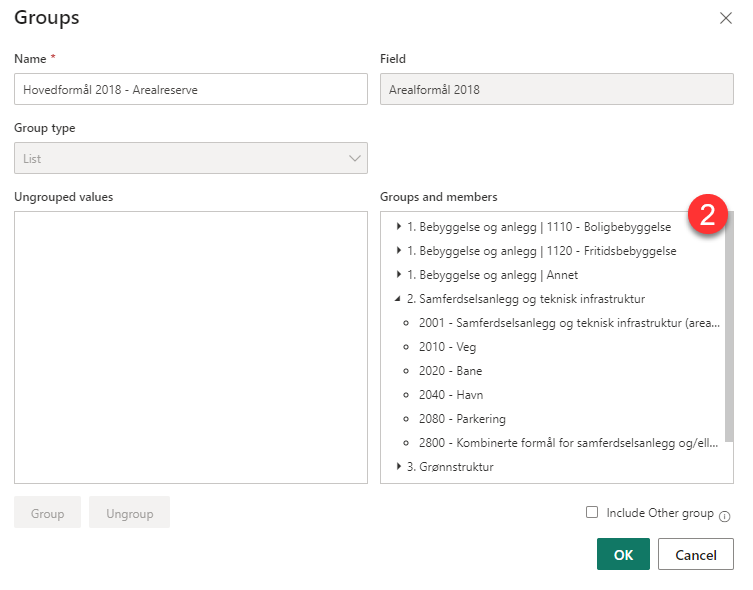 Groups
Name *
Field
Hovedformål 2018 - Arealreserve
Arealformål 2018
Group type
List
Ungrouped values
Groups and members
2
1. Bebyggelse og anlegg | 1110 - Boligbebyggelse
1. Bebyggelse og anlegg | 1120 - Fritidsbebyggelse
1. Bebyggelse og anlegg | Annet
2. Samferdselsanlegg og teknisk infrastruktur
2001 - Samferdselsanlegg og teknisk infrastruktur (area...
2010 - Veg
2020 - Bane
2040 - Havn
2080 - Parkering
2800 - Kombinerte formål for samferdselsanlegg og/ell...
3. Grønnstruktur
Group
Ungroup
Include Other group
OK
Cancel